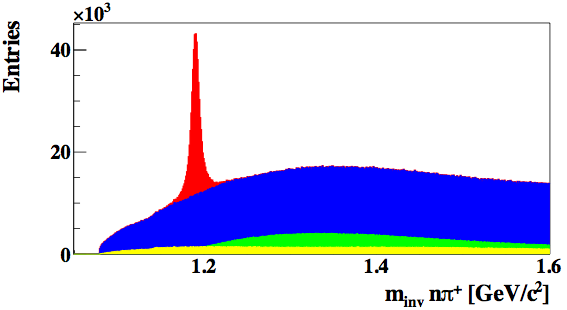 ×10³
Entries
40
20
0
1.2 1.4 1.6
m_inv nπ⁺ [GeV/c²]